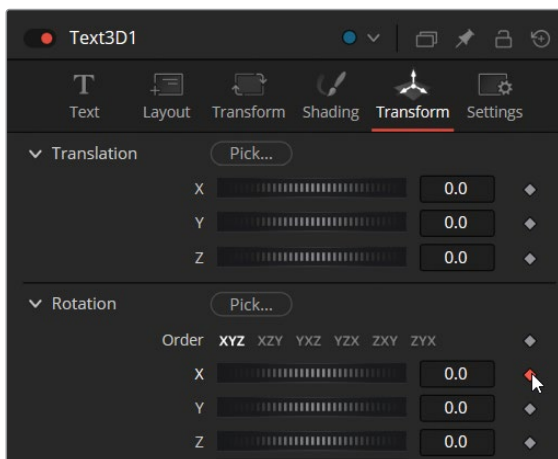 Text3D1
T
Text Layout Transform Shading Transform Settings
Translation Pick...
X 0.0
Y 0.0
Z 0.0
Rotation Pick...
Order XYZ XZY YXZ YZX ZXY ZYX
X 0.0
Y 0.0
Z 0.0